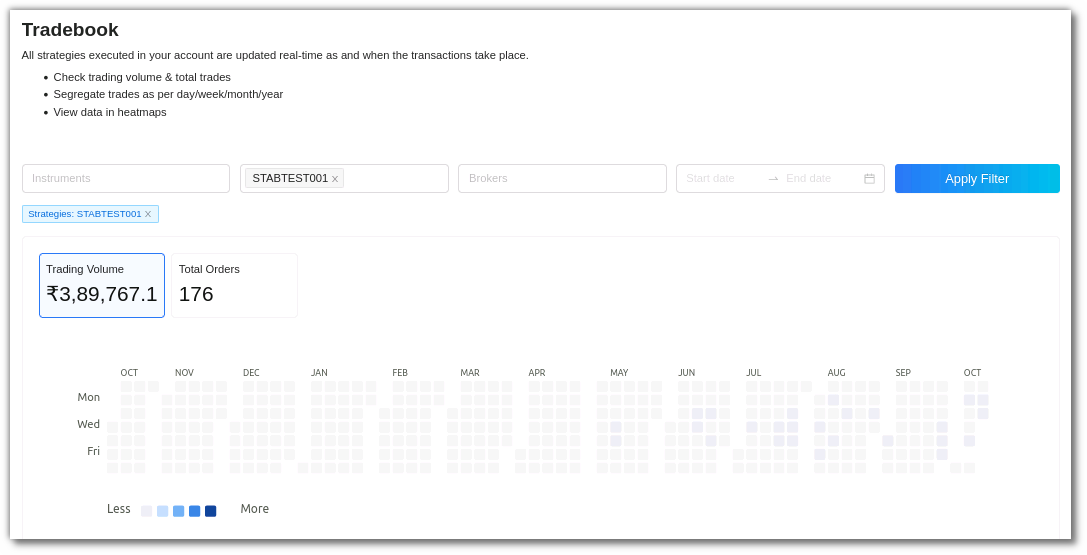 Tradebook
All strategies executed in your account are updated real-time as and when the transactions take place.
• Check trading volume & total trades
• Segregate trades as per day/week/month/year
• View data in heatmaps
Instruments STABTEST001 X Brokers Start date → End date Apply Filter
Strategies: STABTEST001 X
Trading Volume Total Orders
₹3,89,767.1 176
OCT NOV DEC JAN FEB MAR APR MAY JUN JUL AUG SEP OCT
Mon
Wed
Fri
Less More